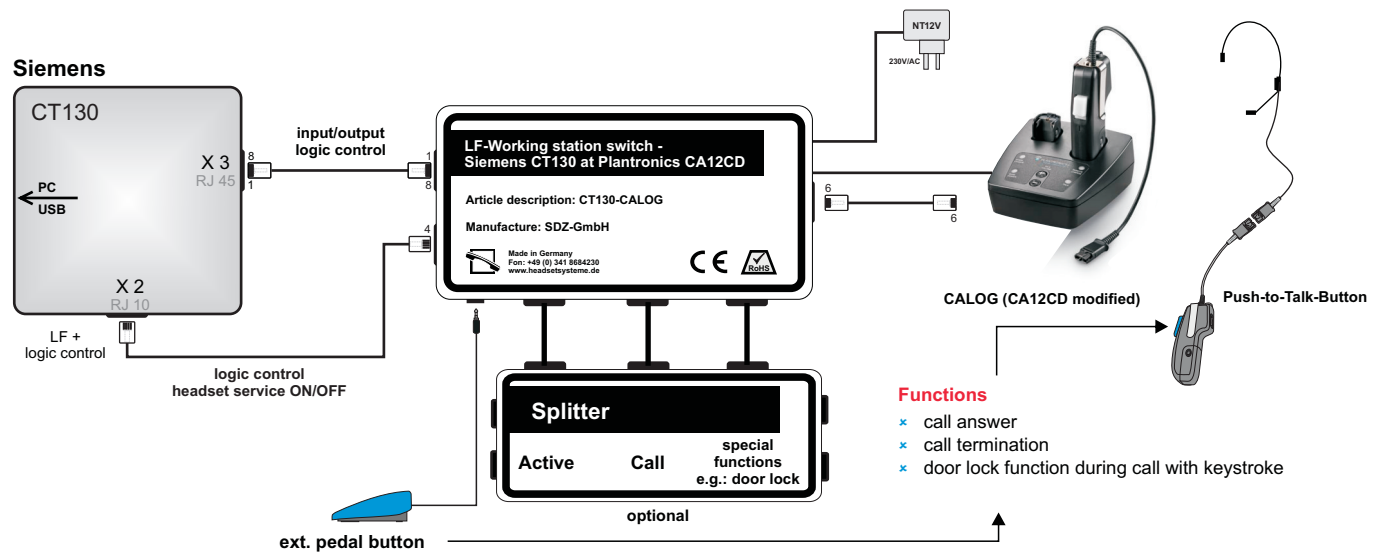 Siemens
CT130
X 3
RJ 45
PC
USB
X 2
RJ 10
LF +
logic control
8
1
input/output
logic control
1
8
4
logic control
headset service ON/OFF
LF-Working station switch -
Siemens CT130 at Plantronics CA12CD
Article description: CT130-CALOG
Manufacture: SDZ-GmbH
Made in Germany
Fon: +49 (0) 341 8684230
www.headsetsysteme.de
CE
RoHS
NT12V
230V/AC
6
6
CALOG (CA12CD modified)
Push-to-Talk-Button
Splitter
Active
Call
special
functions
e.g.: door lock
optional
ext. pedal button
Functions
× call answer
× call termination
× door lock function during call with keystroke